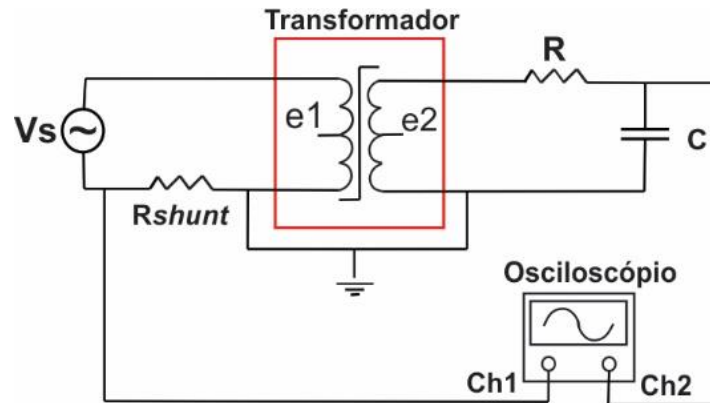 Transformador
R
Vs
e1
e2
C
Rshunt
Osciloscópio
Ch1
Ch2